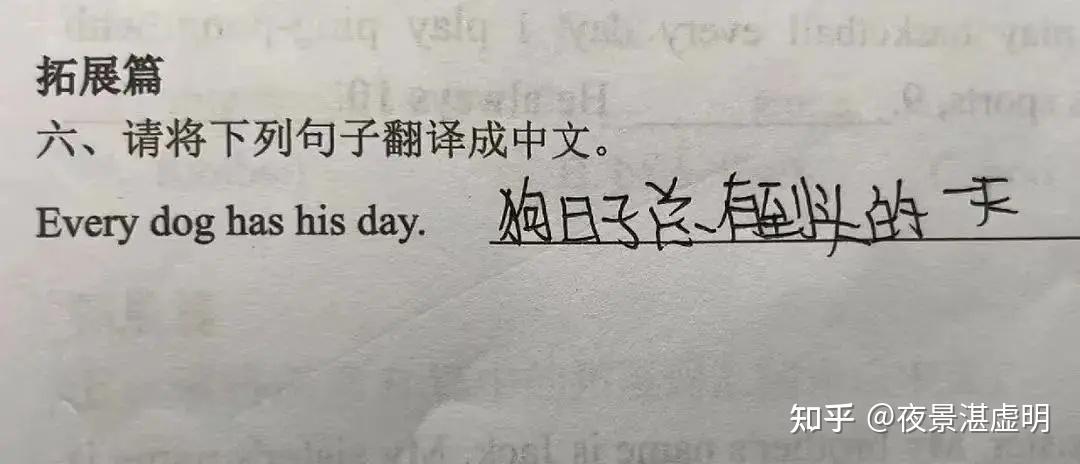 拓展篇
六、请将下列句子翻译成中文。
Every dog has his day. 狗日子总有到头的一天
知乎 @夜景湛虚明